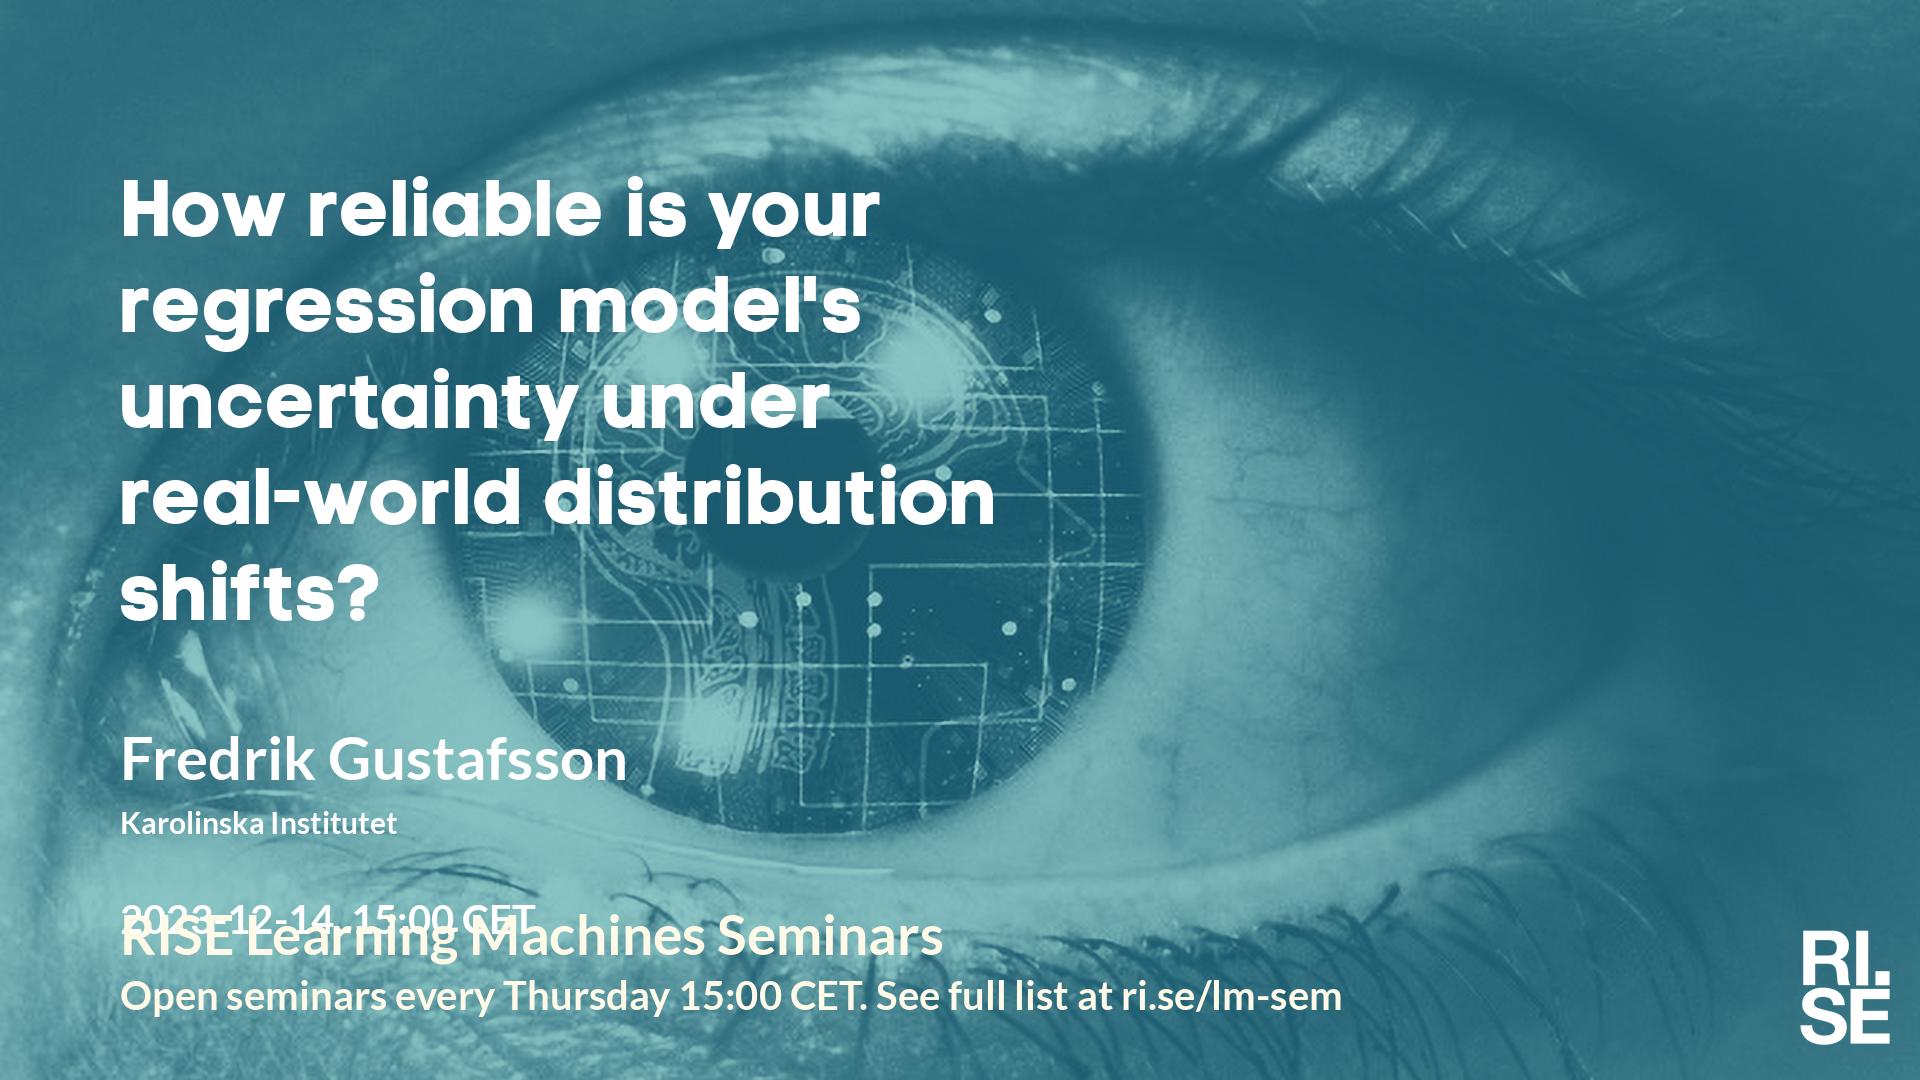 How reliable is your
regression model's
uncertainty under
real-world distribution
shifts?
Fredrik Gustafsson
Karolinska Institutet
2023-12-14, 15:00 CET
RISE Learning Machines Seminars
Open seminars every Thursday 15:00 CET. See full list at ri.se/lm-sem
RI.
SE